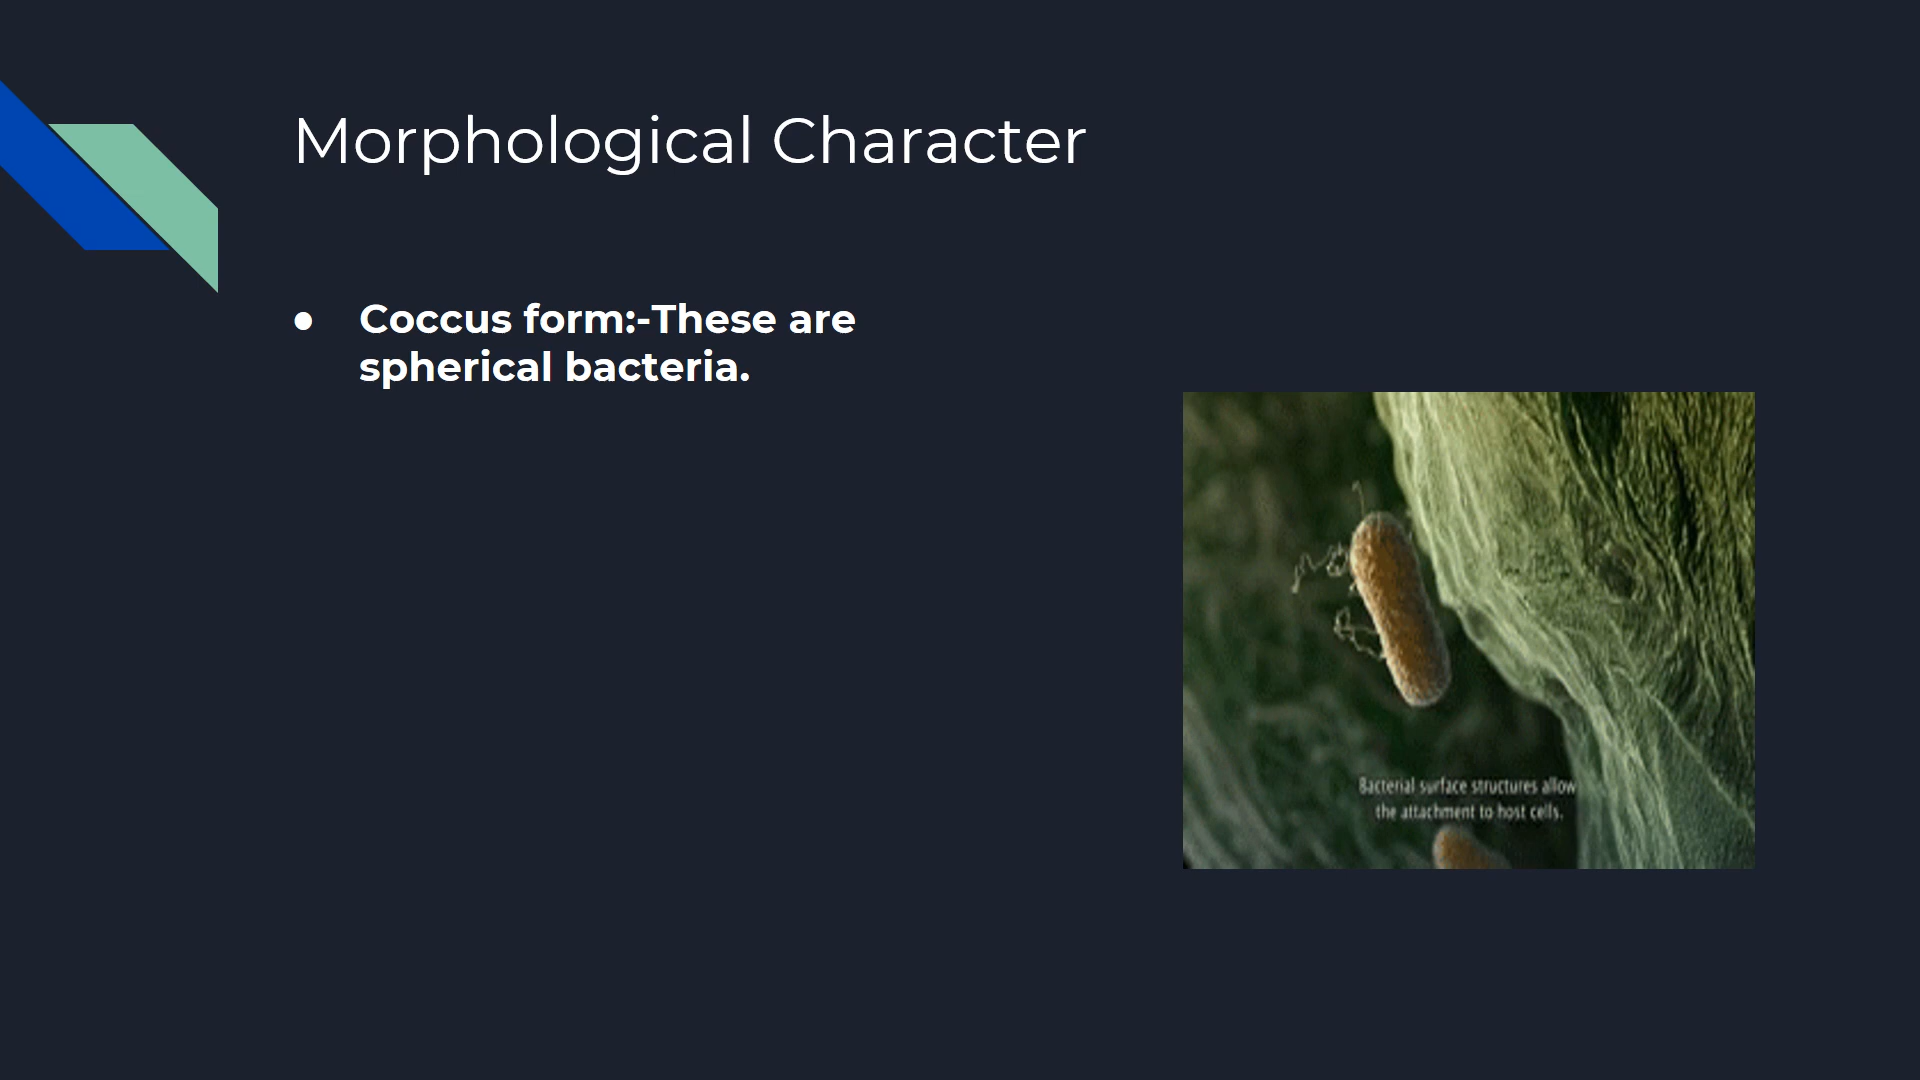 Morphological Character
● Coccus form:-These are
spherical bacteria.
Bacterial surface structures allow
the attachment to host cells.